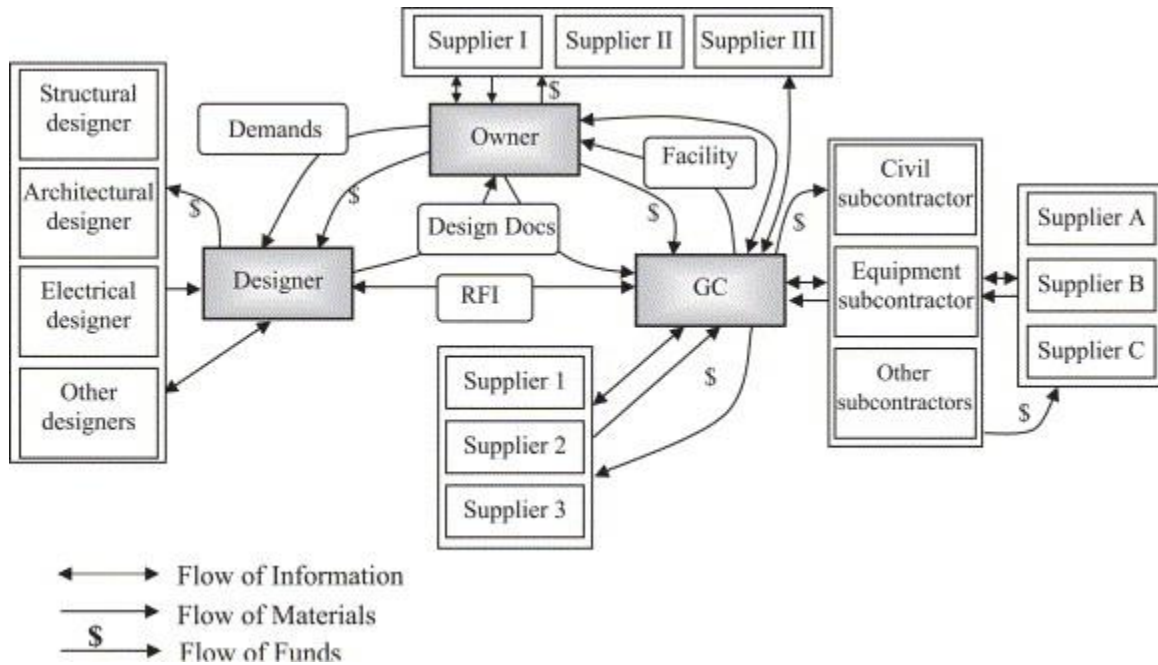 Supplier I
Supplier II
Supplier III
$
Structural
designer
Architectural
designer
Electrical
designer
Other
designers
$
Demands
Owner
$
Facility
$
Design Docs
Designer
RFI
GC
$
Civil
subcontractor
Equipment
subcontractor
Other
subcontractors
Supplier A
Supplier B
Supplier C
$
Supplier 1
Supplier 2
Supplier 3
$
Flow of Information
Flow of Materials
$
Flow of Funds